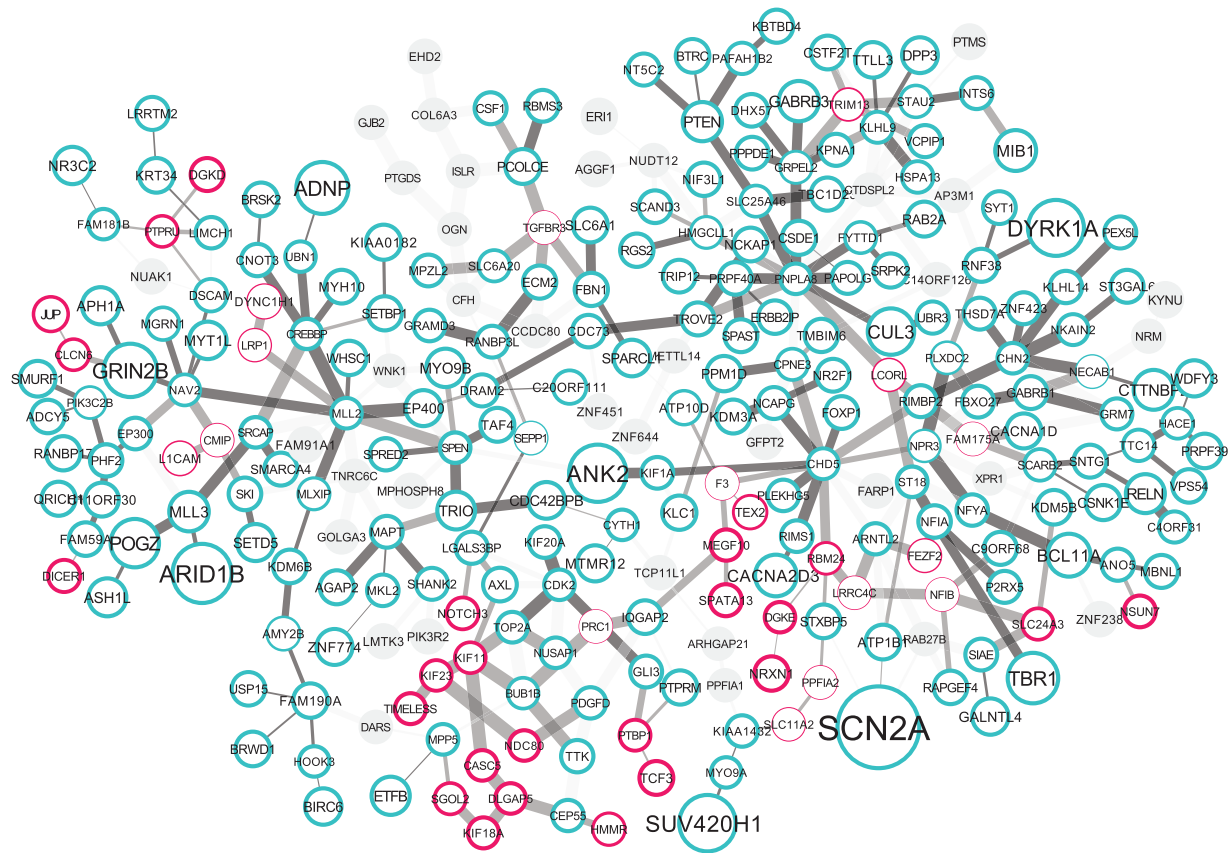 KBTBD4
PTMS
EHD2
BTRC
PAFAH1B2
CSTF2T
TTLL3
DPP3
NT5C2
INTS6
LRRTM2
GJB2
COL6A3
CSF1
RBMS3
ERI1
PTEN
DHX57
GABRB3
TRIM13
STAU2
KLHL9
VCPIP1
MIB1
NR3C2
KRT34
DGKD
PTGDS
ISLR
PCOLCE
AGGF1
NUDT12
PPPDE1
GRPEL2
KPNA1
HSPA13
ADNP
NIF3L1
SLC25A46
TBC1D2
CTDSPL2
AP3M1
FAM181B
PTPRU
LIMCH1
BRSK2
OGN
TGFBR3
SLC6A1
SCAND3
HMGCLL1
RAB2A
SYT1
DYRK1A
PEX5L
NUAK1
CNOT3
UBN1
KIAA0182
MPZL2
SLC6A20
ECM2
RGS2
NCKAP1
CSDE1
FYTTD1
RNF38
DSCAM
MYH10
CFH
FBN1
TRIP12
PRPF40A
PNPLA8
PAPOLG
SRPK2
C14ORF126
KLHL14
ST3GAL6
KYNU
APH1A
DYNC1H1
SETBP1
JUP
MGRN1
MYT1L
CREBBP
GRAMD3
RANBP3L
CCDC80
CDC73
TROVE2
SPAST
ERBB2IP
TMBIM6
CUL3
UBR3
THSD7A
ZNF423
NKAIN2
NRM
CLCN6
LRP1
WHSC1
WNK1
MYO9B
SPARCL1
METTL14
PLXDC2
CHN2
NECAB1
GRIN2B
SMURF1
PIK3C2B
NAV2
DRAM2
C20ORF111
PPM1D
CPNE3
NR2F1
LCORL
RIMBP2
FBXO27
GABRB1
CTTNBP2
WDFY3
ADCY5
MLL2
EP400
ZNF451
ATP10D
KDM3A
NCAPG
FOXP1
GRM7
EP300
CMIP
SRCAP
FAM91A1
SPEN
TAF4
SEPP1
ZNF644
GFPT2
NPR3
FAM175A
CACNA1D
TTC14
HACE1
PRPF39
RANBP17
PHF2
L1CAM
SMARCA4
TNRC6C
SPRED2
ANK2
KIF1A
F3
CHD5
SCARB2
SNTG1
QRICH1
C11ORF30
SKI
MLXIP
MPHOSPH8
CDC42BPB
PLEKHG5
FARP1
ST18
XPR1
CSNK1E
RELN
VPS54
MLL3
TRIO
KLC1
TEX2
NFYA
KDM5B
C4ORF31
FAM59A
POGZ
SETD5
GOLGA3
MAPT
CYTH1
RIMS1
NFIA
LGALS3BP
KIF20A
MEGF10
ARNTL2
C9ORF68
BCL11A
DICER1
ARID1B
KDM6B
MTMR12
TCP11L1
RBM24
FEZF2
ANO5
MBNL1
ASH1L
AGAP2
MKL2
SHANK2
AXL
CDK2
CACNA2D3
LRRC4C
NFIB
P2RX5
SPATA13
NOTCH3
IQGAP2
DGKE
STXBP5
SLC24A3
ZNF238
NSUN7
AMY2B
ZNF774
LMTK3
PIK3R2
TOP2A
PRC1
ARHGAP21
ATP1B1
RAB27B
KIF11
NUSAP1
SIAE
KIF23
GLI3
NRXN1
TBR1
USP15
FAM190A
BUB1B
PTPRM
PPFIA1
PPFIA2
RAPGEF4
TIMELESS
PDGFD
DARS
GALNTL4
BRWD1
MPP5
NDC80
PTBP1
KIAA1432
SLC11A2
SCN2A
HOOK3
CASC5
TTK
TCF3
MYO9A
BIRC6
ETFB
SGOL2
DLGAP5
CEP55
KIF18A
HMMR
SUV420H1